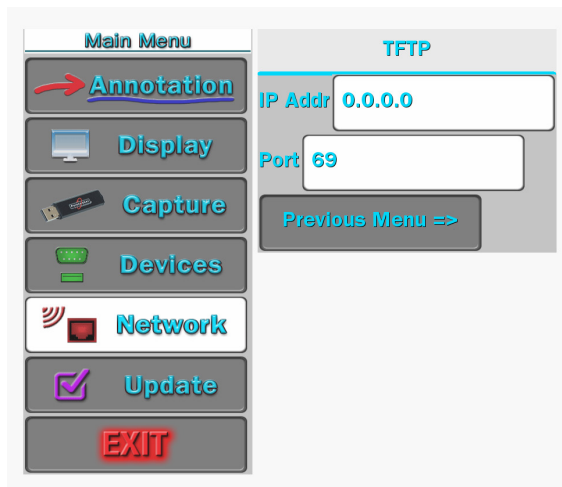 Main Menu
Annotation
Display
Capture
Devices
Network
Update
EXIT
TFTP
IP Addr 0.0.0.0
Port 69
Previous Menu =>